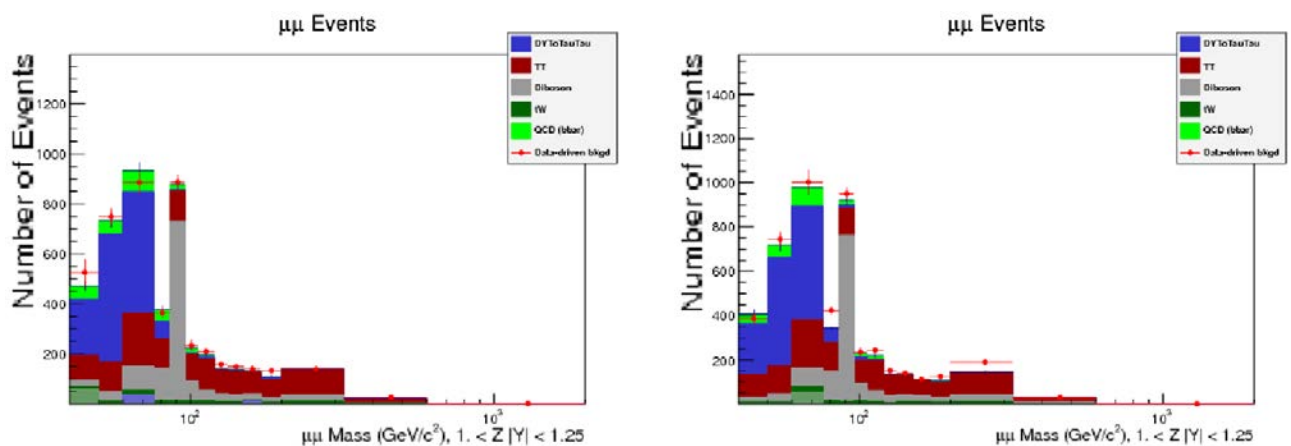 μμ Events
Number of Events
1200
1000
800
600
400
200
10²
10³
μμ Mass (GeV/c²), 1. < Z |Y| < 1.25
DYToTauTau
TT
Diboson
tW
QCD (bbar)
Data-driven bkgd
μμ Events
Number of Events
1400
1200
1000
800
600
400
200
10²
10³
μμ Mass (GeV/c²), 1. < Z |Y| < 1.25
DYToTauTau
TT
Diboson
tW
QCD (bbar)
Data-driven bkgd